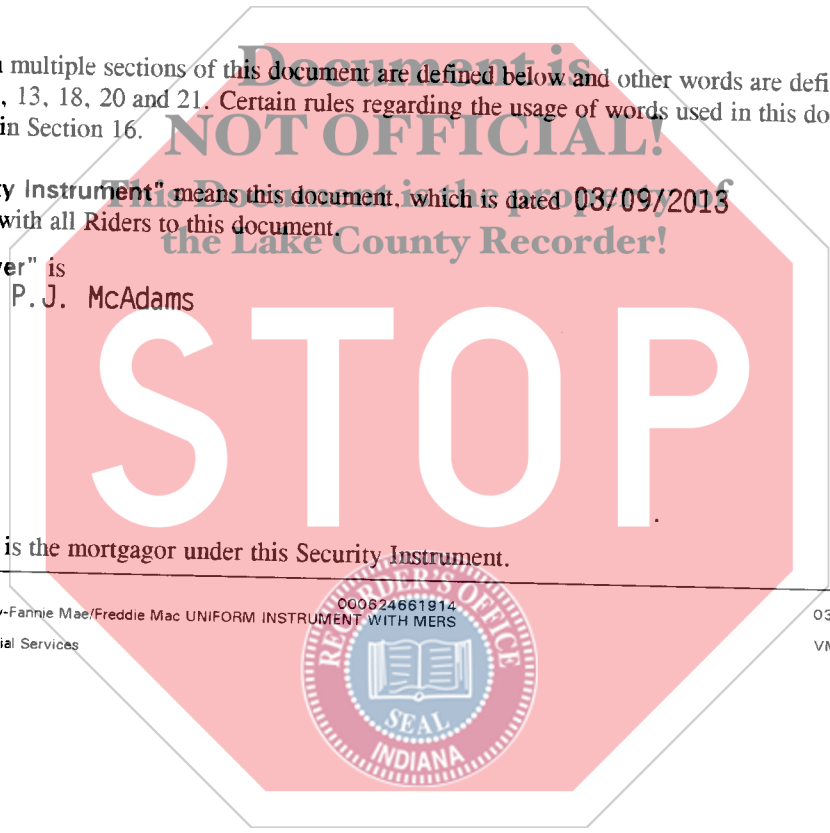 multiple sections of this document are defined below and other words are defi
, 13, 18, 20 and 21. Certain rules regarding the usage of words used in this do
in Section 16.
Document is
NOT OFFICIAL!
This Document is the property of
the Lake County Recorder!
ty Instrument" means this document, which is dated 03/09/2013
with all Riders to this document.
er" is
P.J. McAdams
STOP
is the mortgagor under this Security Instrument.
-Fannie Mae/Freddie Mac UNIFORM INSTRUMENT WITH MERS
000624661914
03
ial Services
VM
RECORDER'S OFFICE
SEAL
INDIANA